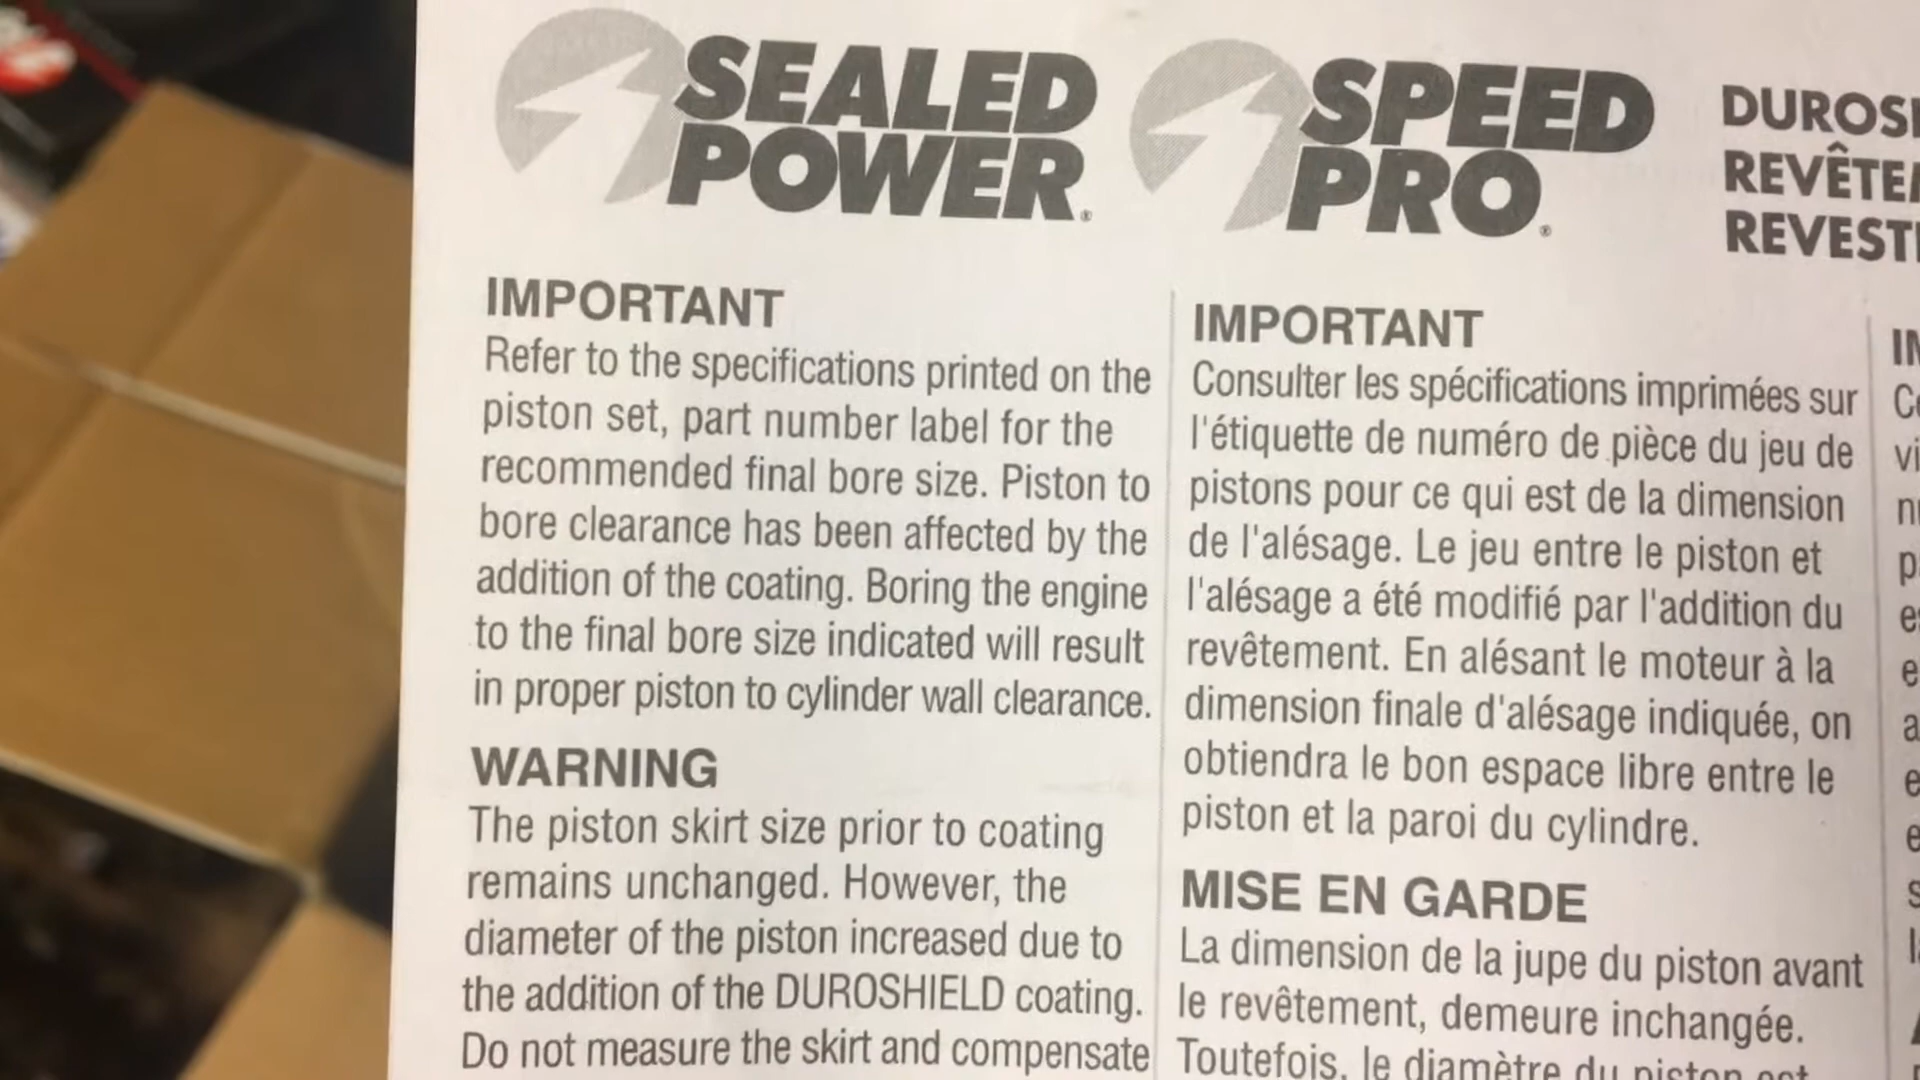 SEALED
POWER®
SPEED
PRO®
IMPORTANT
Refer to the specifications printed on the
piston set, part number label for the
recommended final bore size. Piston to
bore clearance has been affected by the
addition of the coating. Boring the engine
to the final bore size indicated will result
in proper piston to cylinder wall clearance.
WARNING
The piston skirt size prior to coating
remains unchanged. However, the
diameter of the piston increased due to
the addition of the DUROSHIELD coating.
Do not measure the skirt and compensate
IMPORTANT
Consulter les spécifications imprimées sur
l'étiquette de numéro de pièce du jeu de
pistons pour ce qui est de la dimension
de l'alésage. Le jeu entre le piston et
l'alésage a été modifié par l'addition du
revêtement. En alésant le moteur à la
dimension finale d'alésage indiquée, on
obtiendra le bon espace libre entre le
piston et la paroi du cylindre.
MISE EN GARDE
La dimension de la jupe du piston avant
le revêtement, demeure inchangée.
Toutefois, le diamètre du piston est